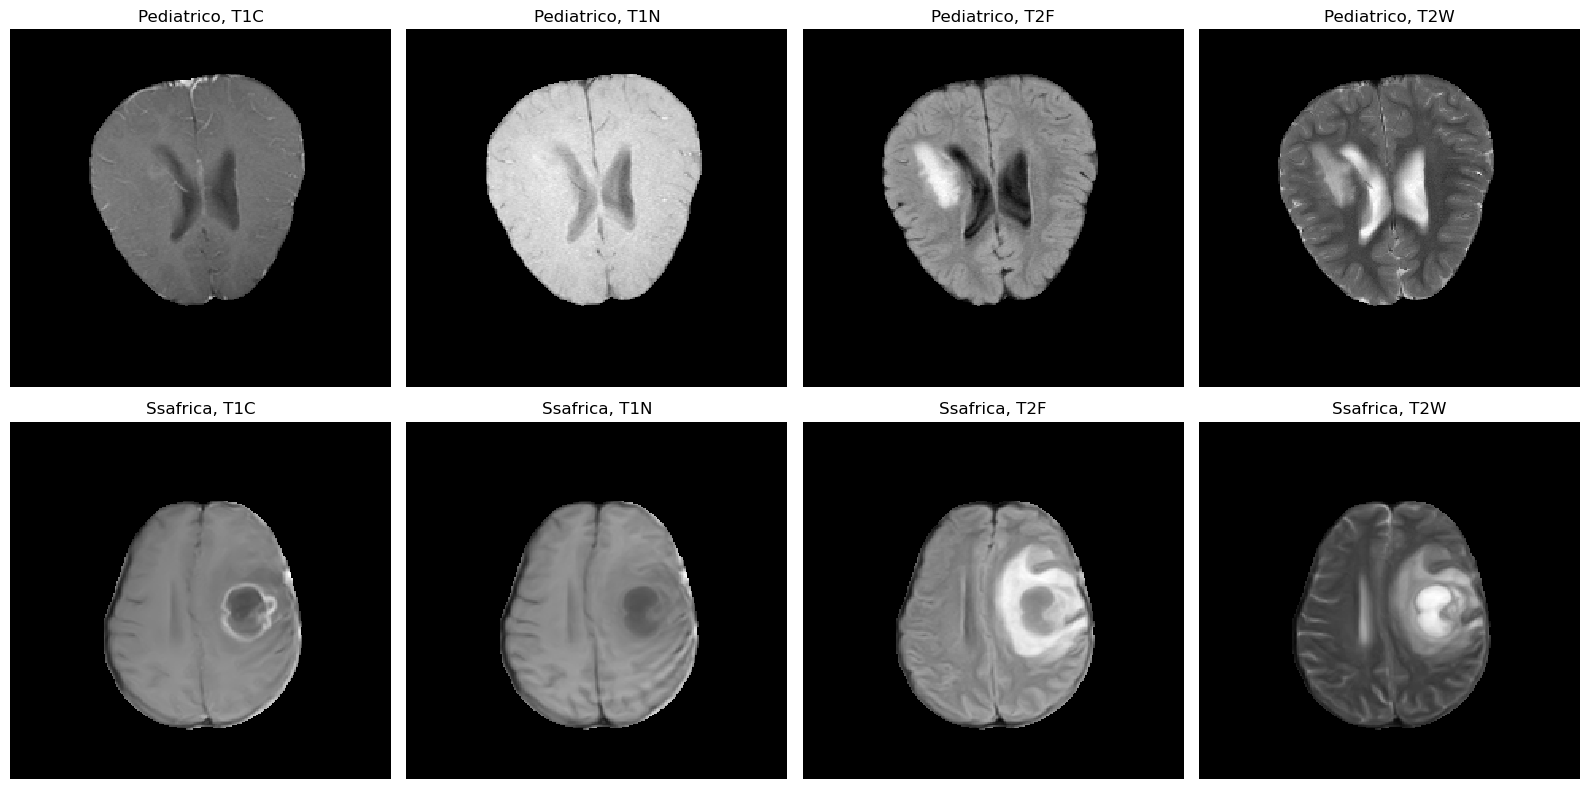 Pediatrico, T1C
Pediatrico, T1N
Pediatrico, T2F
Pediatrico, T2W
Ssafrica, T1C
Ssafrica, T1N
Ssafrica, T2F
Ssafrica, T2W